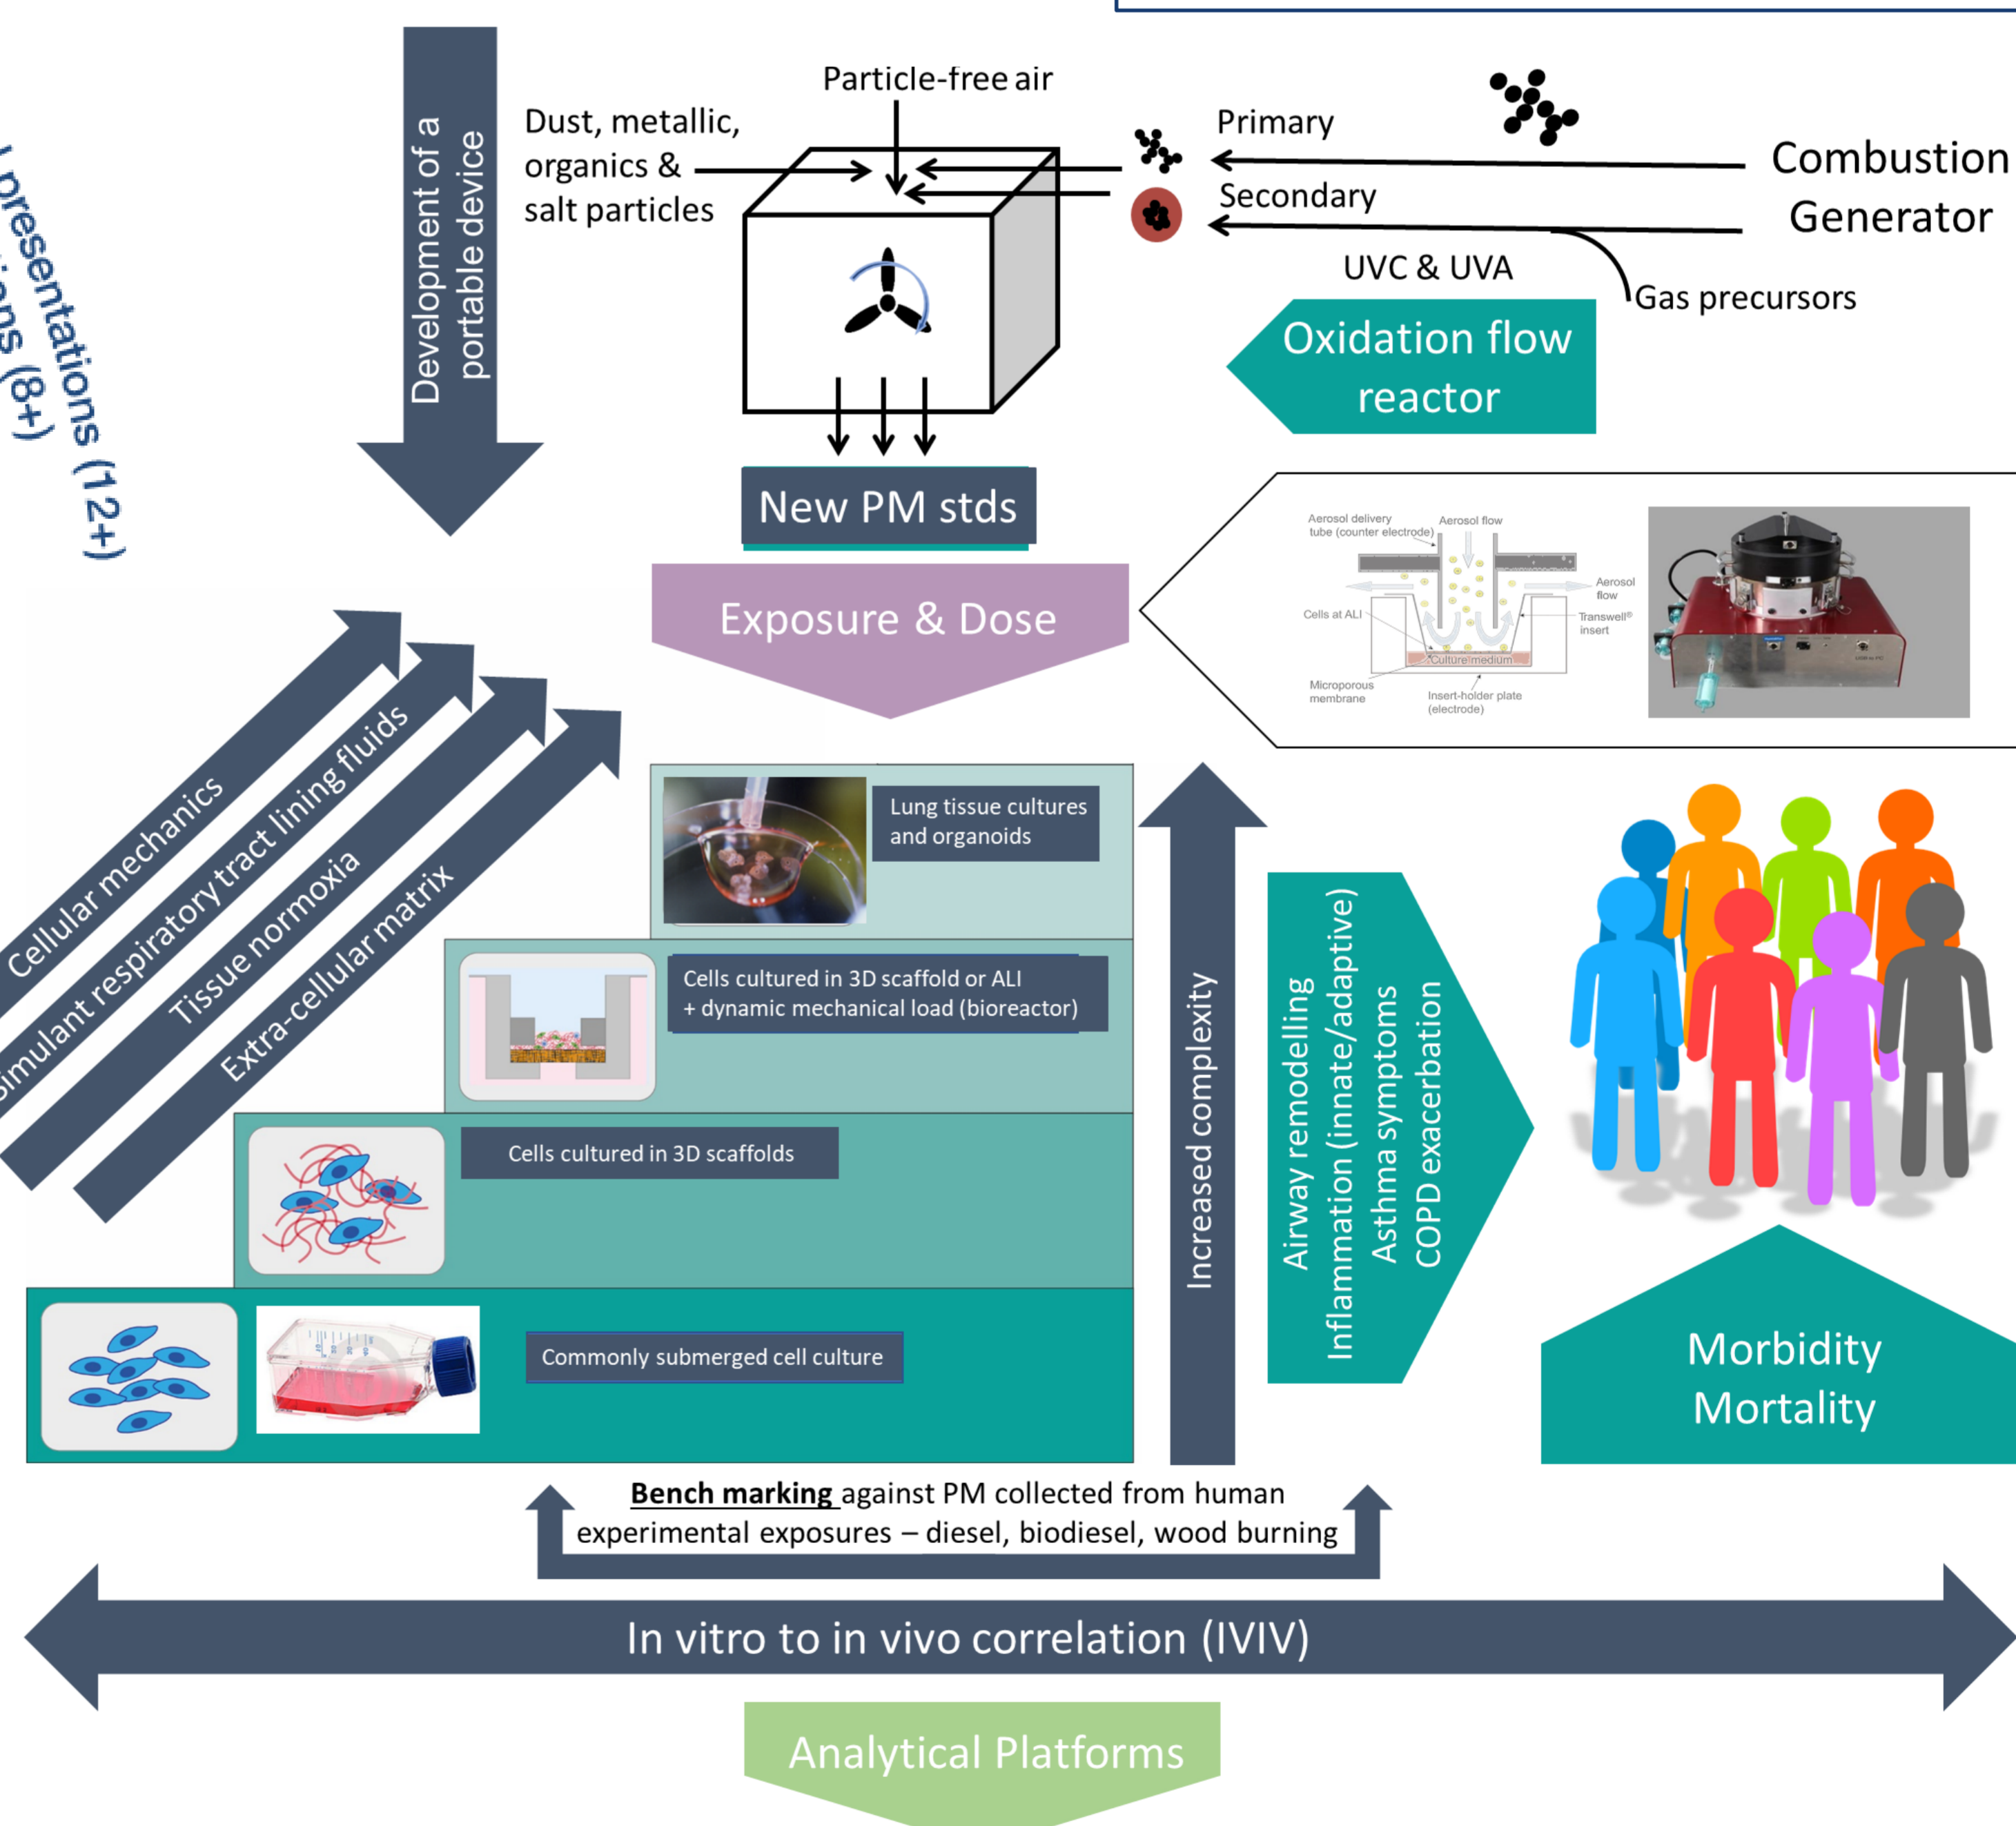 presentations (12+)
(8+)
Development of a
portable device
Particle-free air
Dust, metallic,
organics &
salt particles
Primary
Secondary
Combustion
Generator
UVC & UVA
Gas precursors
Oxidation flow
reactor
New PM stds
Exposure & Dose
Aerosol delivery
tube (counter electrode)
Aerosol flow
Aerosol
flow
Cells at ALI
Transwell®
insert
Culture medium
Microporous
membrane
Insert-holder plate
(electrode)
Cellular mechanics
Simulant respiratory tract lining fluids
Tissue normoxia
Extra-cellular matrix
Lung tissue cultures
and organoids
Cells cultured in 3D scaffold or ALI
+ dynamic mechanical load (bioreactor)
Cells cultured in 3D scaffolds
Commonly submerged cell culture
Increased complexity
Airway remodelling
Inflammation (innate/adaptive)
Asthma symptoms
COPD exacerbation
Morbidity
Mortality
Bench marking against PM collected from human
experimental exposures – diesel, biodiesel, wood burning
In vitro to in vivo correlation (IVIV)
Analytical Platforms